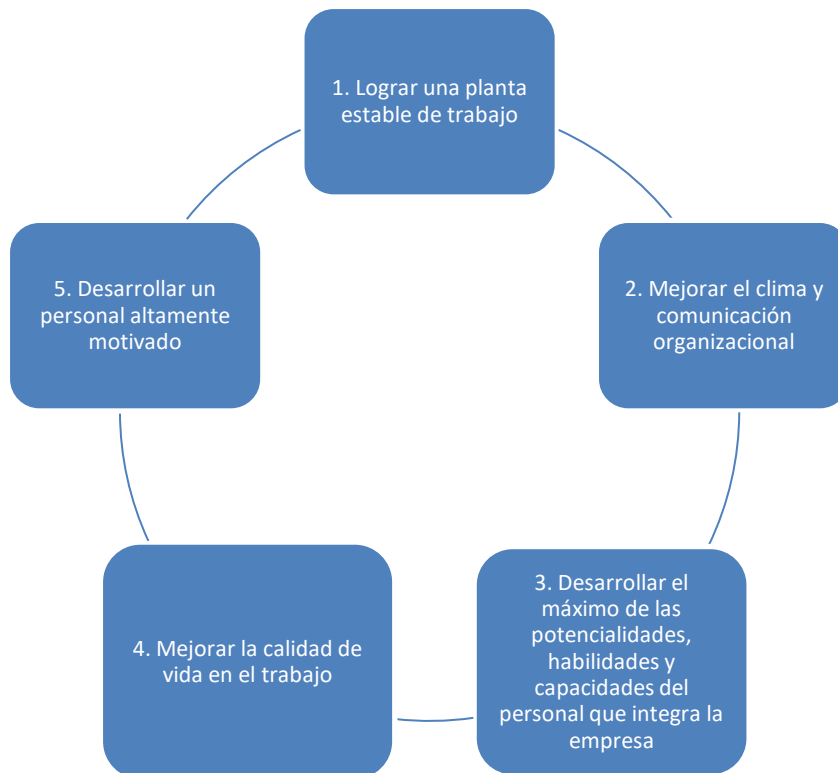 1. Lograr una planta
estable de trabajo
2. Mejorar el clima y
comunicación
organizacional
3. Desarrollar el
máximo de las
potencialidades,
habilidades y
capacidades del
personal que integra la
empresa
4. Mejorar la calidad de
vida en el trabajo
5. Desarrollar un
personal altamente
motivado